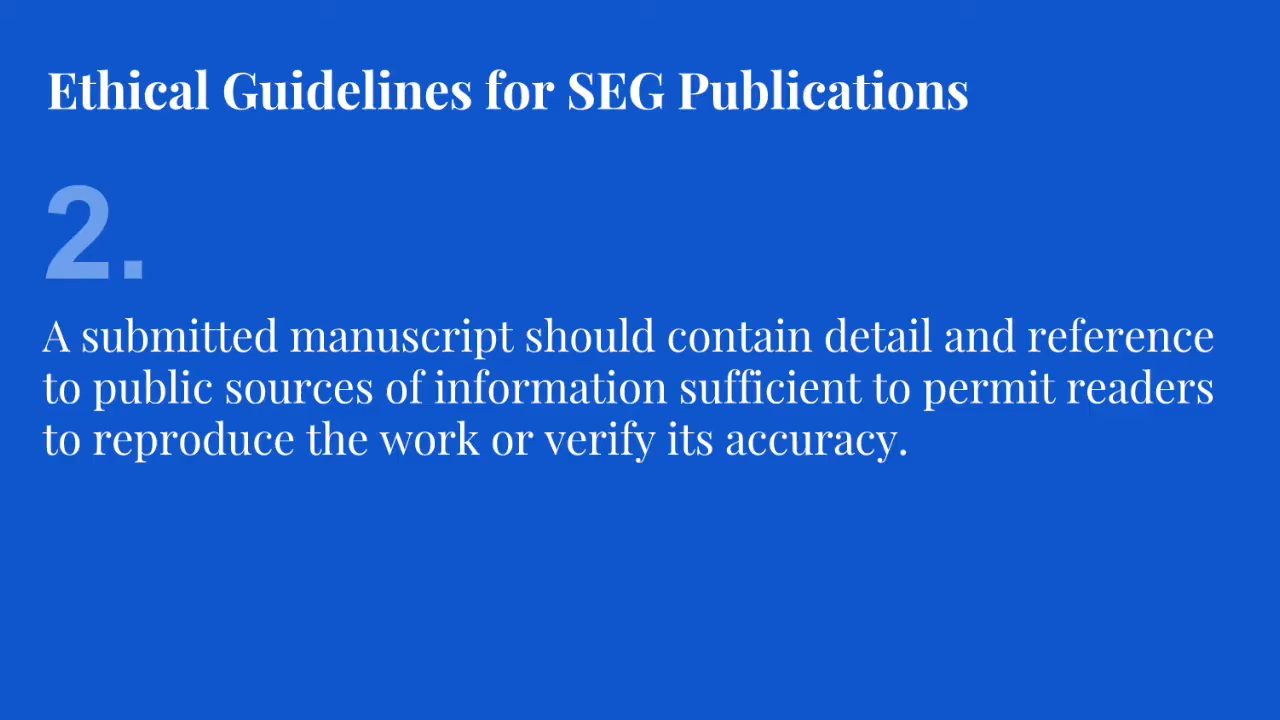 Ethical Guidelines for SEG Publications
2.
A submitted manuscript should contain detail and reference
to public sources of information sufficient to permit readers
to reproduce the work or verify its accuracy.